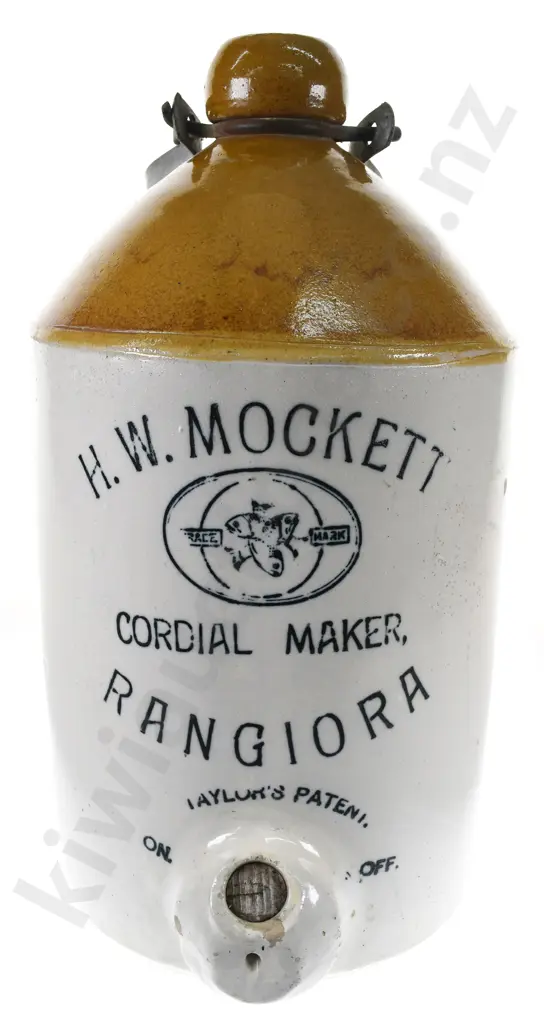 H. W. MOCKETT
TRADE MARK
CORDIAL MAKER,
RANGIORA
TAYLOR'S PATENT.
ON. OFF.